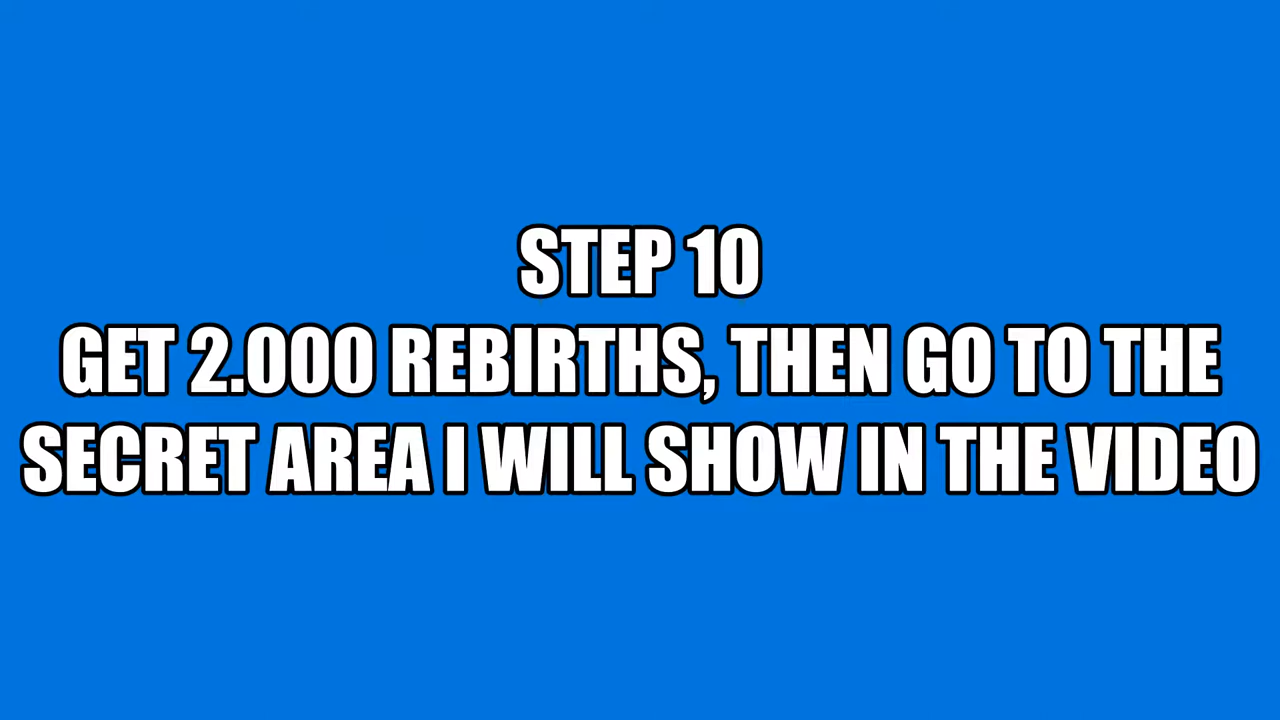 STEP 10
GET 2.000 REBIRTHS, THEN GO TO THE
SECRET AREA I WILL SHOW IN THE VIDEO